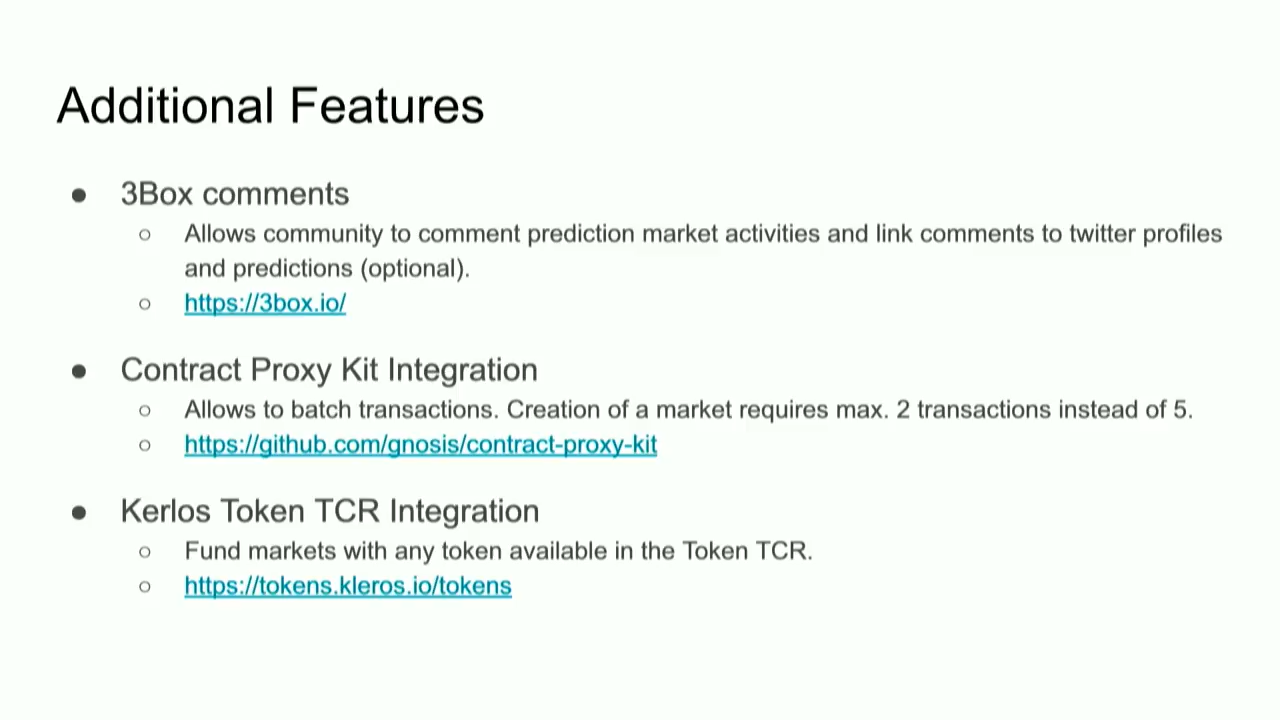 Additional Features
● 3Box comments
○ Allows community to comment prediction market activities and link comments to twitter profiles
and predictions (optional).
○ https://3box.io/
● Contract Proxy Kit Integration
○ Allows to batch transactions. Creation of a market requires max. 2 transactions instead of 5.
○ https://github.com/gnosis/contract-proxy-kit
● Kerlos Token TCR Integration
○ Fund markets with any token available in the Token TCR.
○ https://tokens.kleros.io/tokens